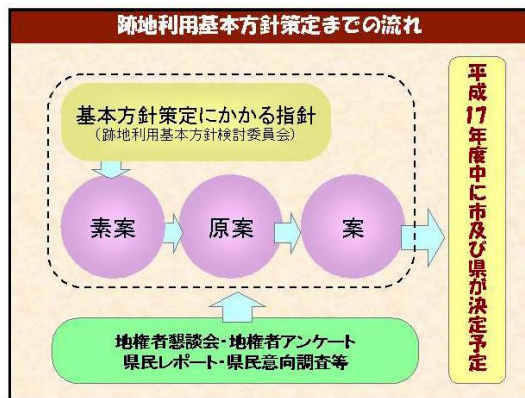 跡地利用基本方針策定までの流れ
基本方針策定にかかる指針
(跡地利用基本方針検討委員会)
素案
原案
案
地権者懇談会・地権者アンケート
県民レポート・県民意向調査等
平成17年度中に市及び県が決定予定